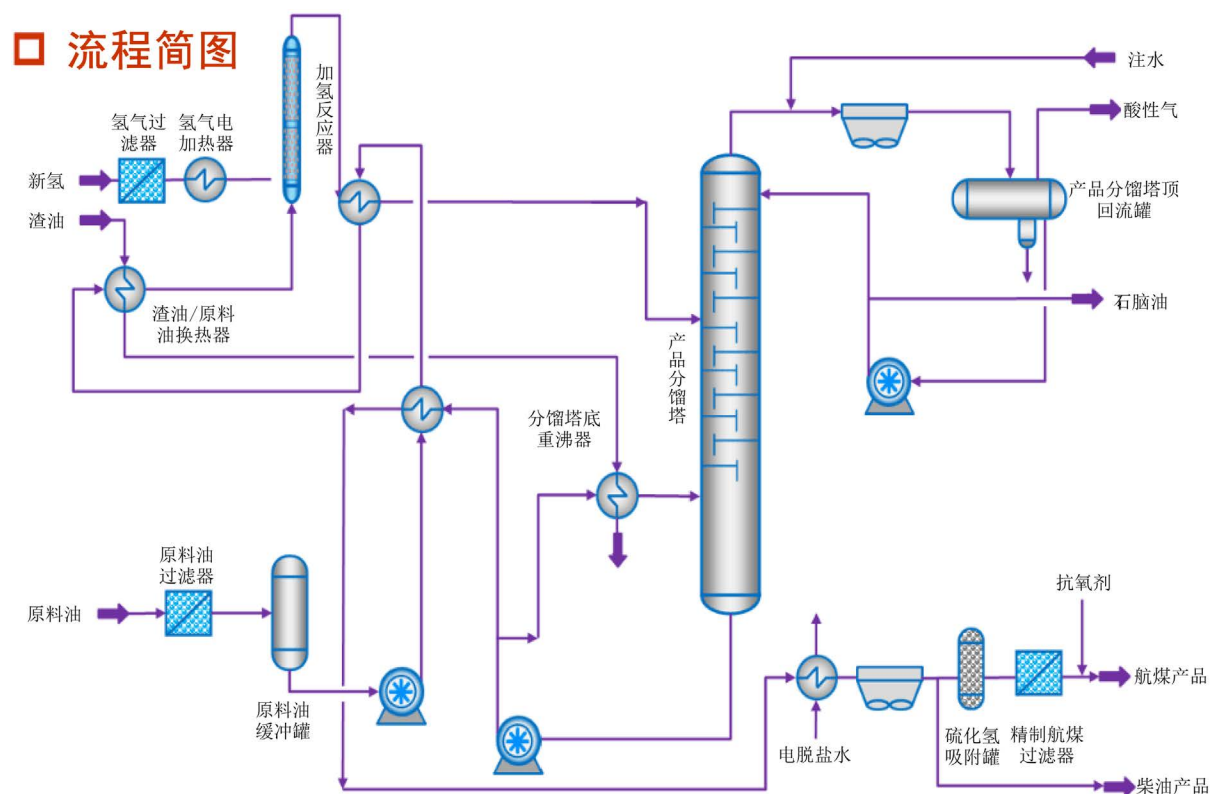 流程简图
注水
酸性气
氢气过
滤器
氢气电
加热器
加氢反应器
新氢
渣油
产品分馏塔顶
回流罐
渣油/原料
油换热器
石脑油
产品分馏塔
分馏塔底
重沸器
原料油
过滤器
原料油
抗氧剂
航煤产品
原料油
缓冲罐
电脱盐水
硫化氢
吸附罐
精制航煤
过滤器
柴油产品